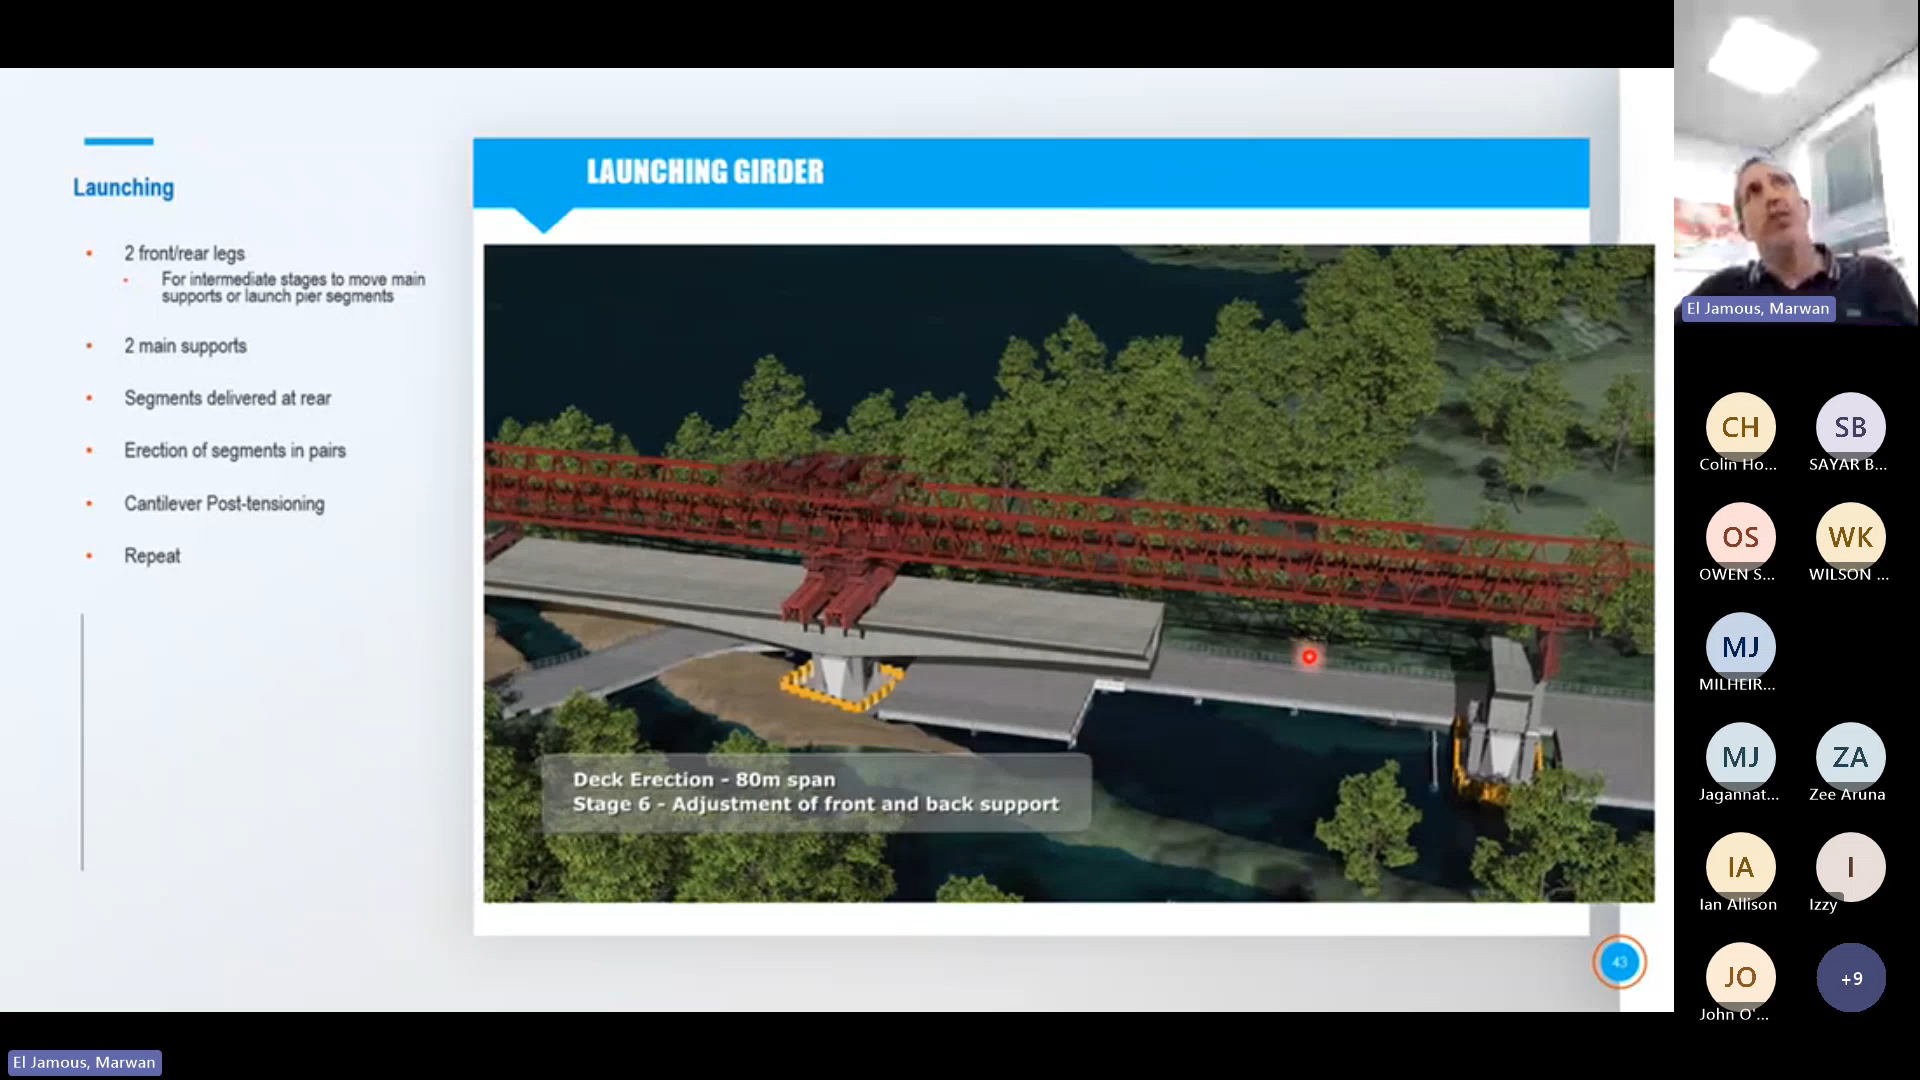 Launching
2 front/rear legs
For intermediate stages to move main
supports or launch pier segments
2 main supports
Segments delivered at rear
Erection of segments in pairs
Cantilever Post-tensioning
Repeat
LAUNCHING GIRDER
Deck Erection - 80m span
Stage 6 - Adjustment of front and back support
43
El Jamous, Marwan
CH
Colin Ho...
SB
SAYAR B...
OS
OWEN S...
WK
WILSON ...
MJ
MILHEIR...
MJ
Jagannat...
ZA
Zee Aruna
IA
Ian Allison
I
Izzy
JO
John O'...
+9
El Jamous, Marwan